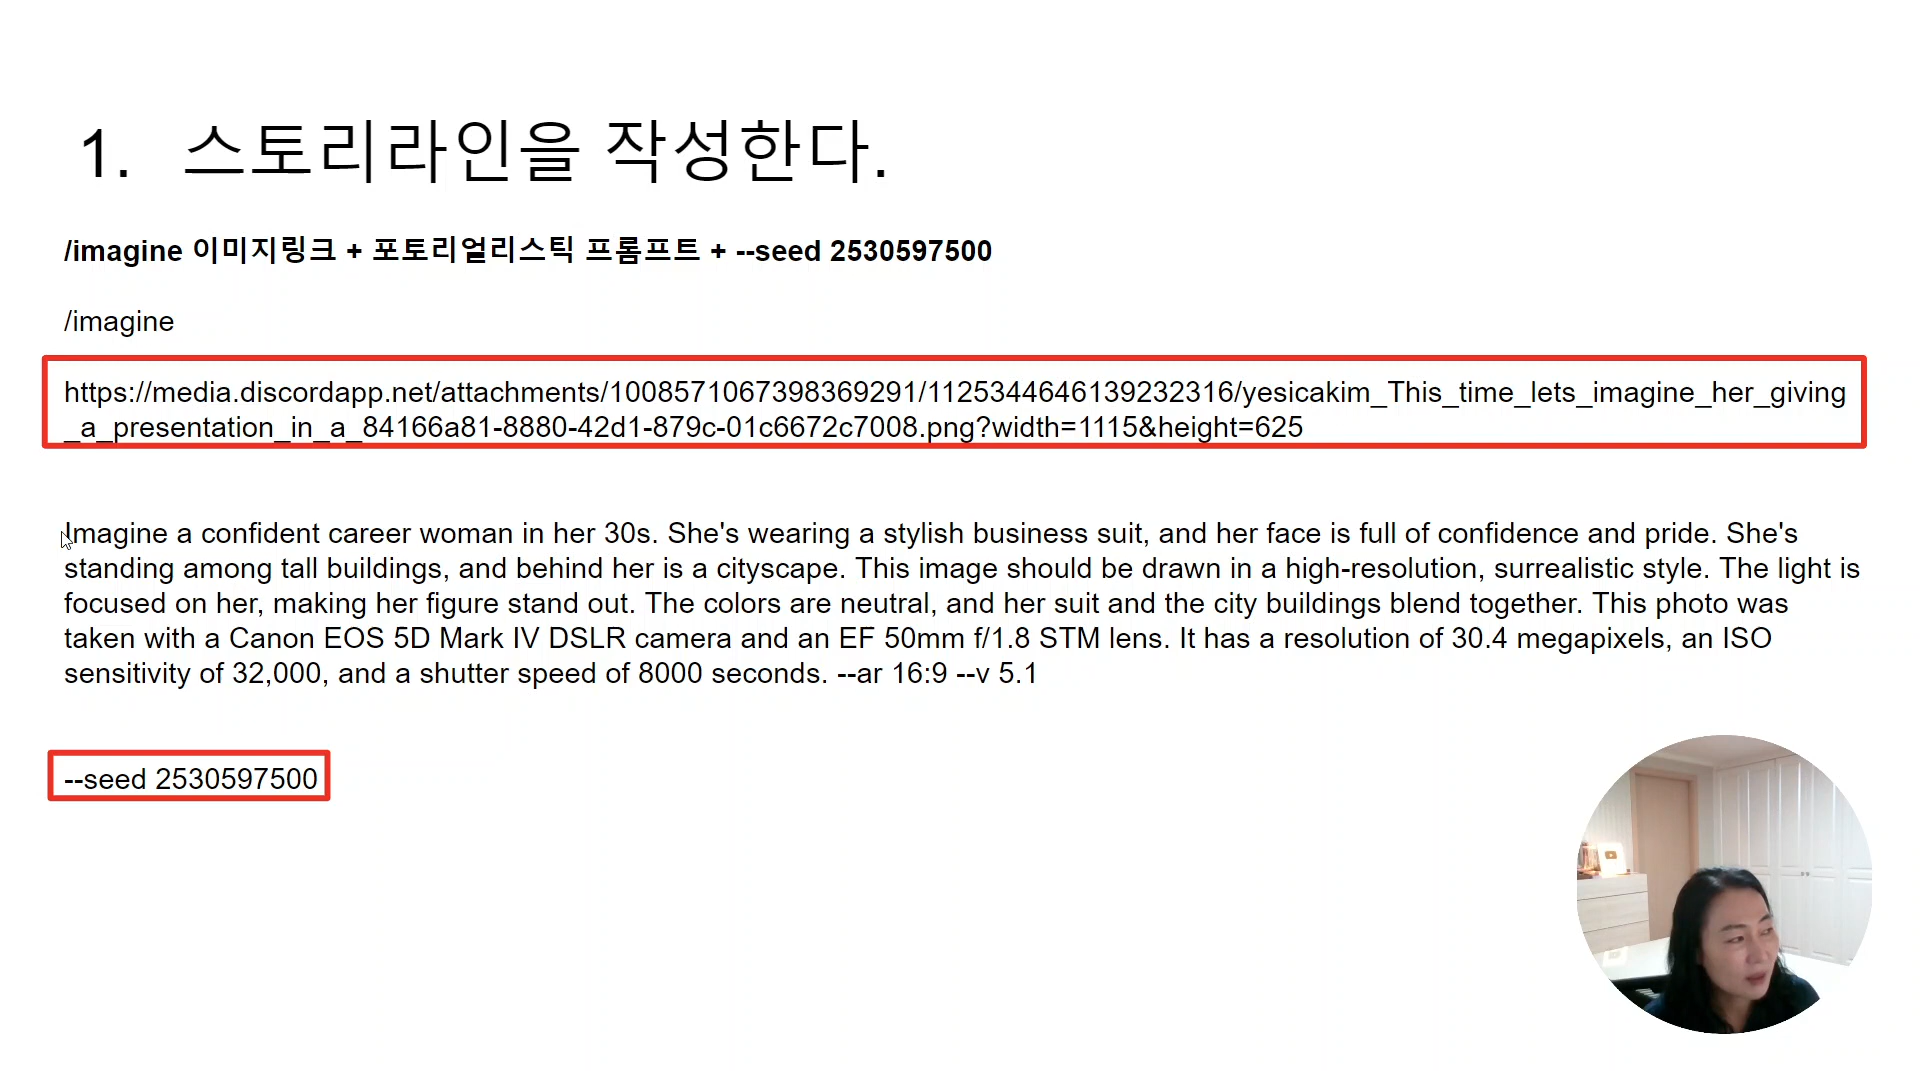 1. 스토리라인을 작성한다.
/imagine 이미지링크 + 포토리얼리스틱 프롬프트 + --seed 2530597500
/imagine
https://media.discordapp.net/attachments/1008571067398369291/1125344646139232316/yesicakim_This_time_lets_imagine_her_giving
_a_presentation_in_a_84166a81-8880-42d1-879c-01c6672c7008.png?width=1115&height=625
Imagine a confident career woman in her 30s. She's wearing a stylish business suit, and her face is full of confidence and pride. She's
standing among tall buildings, and behind her is a cityscape. This image should be drawn in a high-resolution, surrealistic style. The light is
focused on her, making her figure stand out. The colors are neutral, and her suit and the city buildings blend together. This photo was
taken with a Canon EOS 5D Mark IV DSLR camera and an EF 50mm f/1.8 STM lens. It has a resolution of 30.4 megapixels, an ISO
sensitivity of 32,000, and a shutter speed of 8000 seconds. --ar 16:9 --v 5.1
--seed 2530597500